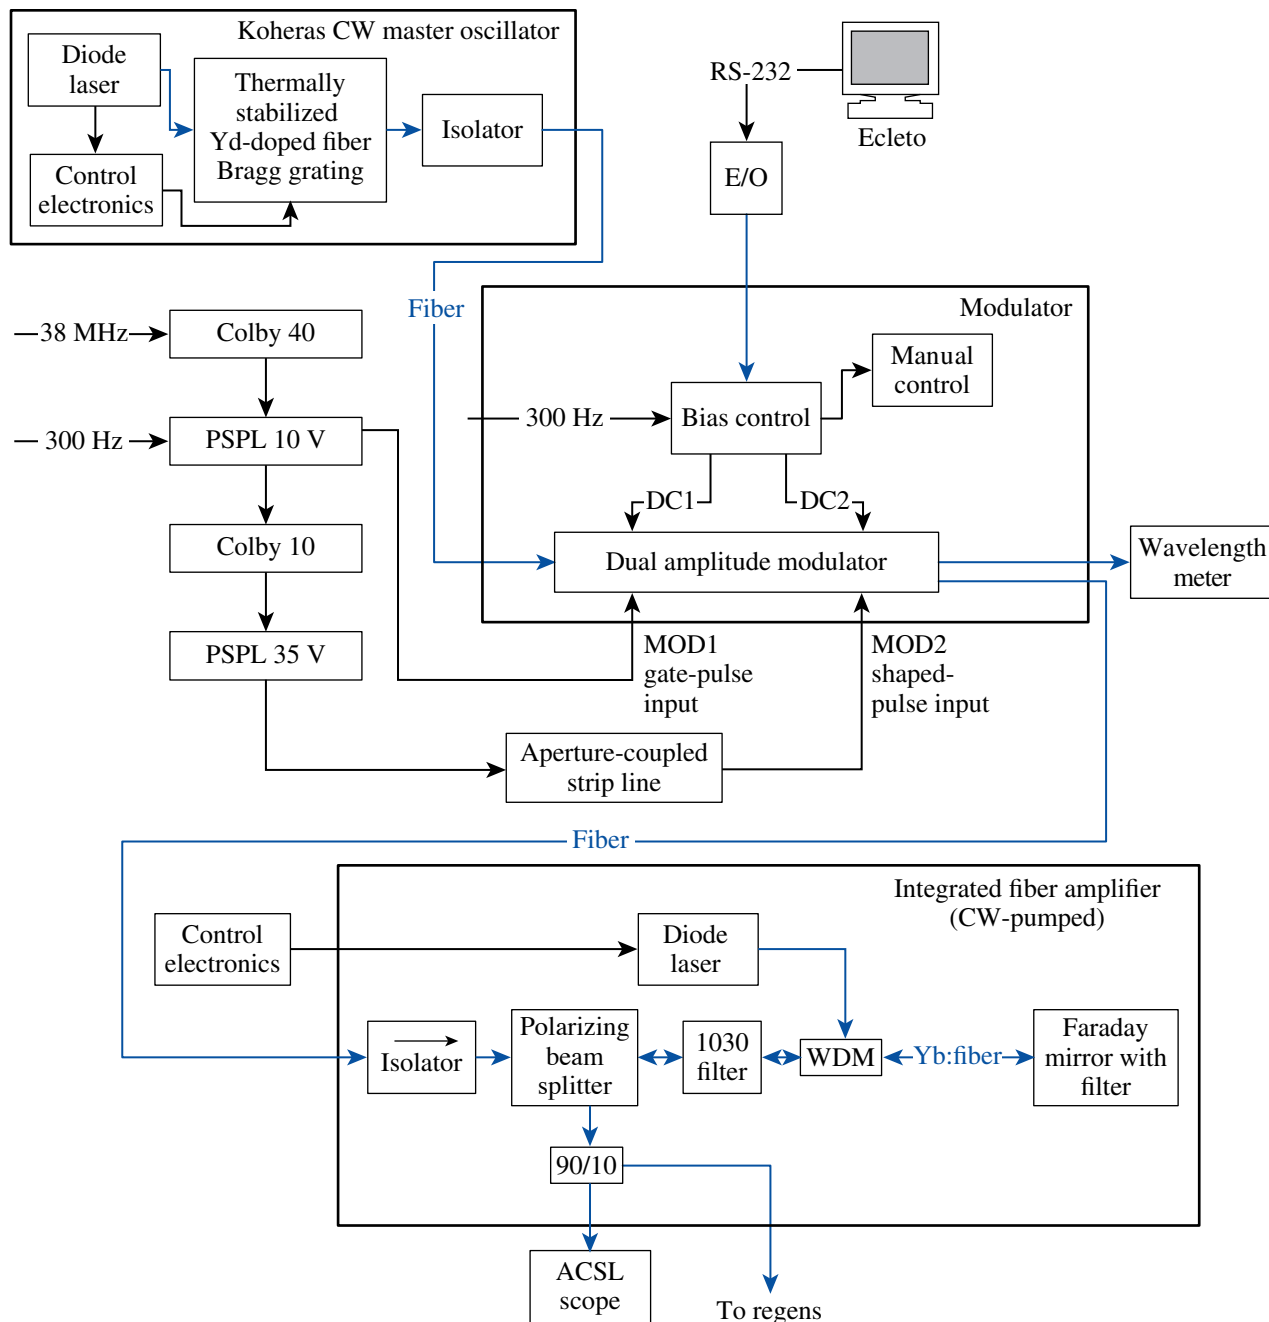 Koheras CW master oscillator
Diode
laser
Thermally
stabilized
Yd-doped fiber
Bragg grating
Isolator
Control
electronics
RS-232
Ecleto
E/O
Fiber
Modulator
38 MHz
Colby 40
Manual
control
300 Hz
PSPL 10 V
300 Hz
Bias control
DC1
DC2
Colby 10
Dual amplitude modulator
Wavelength
meter
PSPL 35 V
MOD1
gate-pulse
input
MOD2
shaped-
pulse input
Aperture-coupled
strip line
Fiber
Integrated fiber amplifier
(CW-pumped)
Control
electronics
Diode
laser
Isolator
Polarizing
beam
splitter
1030
filter
WDM
Yb:fiber
Faraday
mirror with
filter
90/10
ACSL
scope
To regens